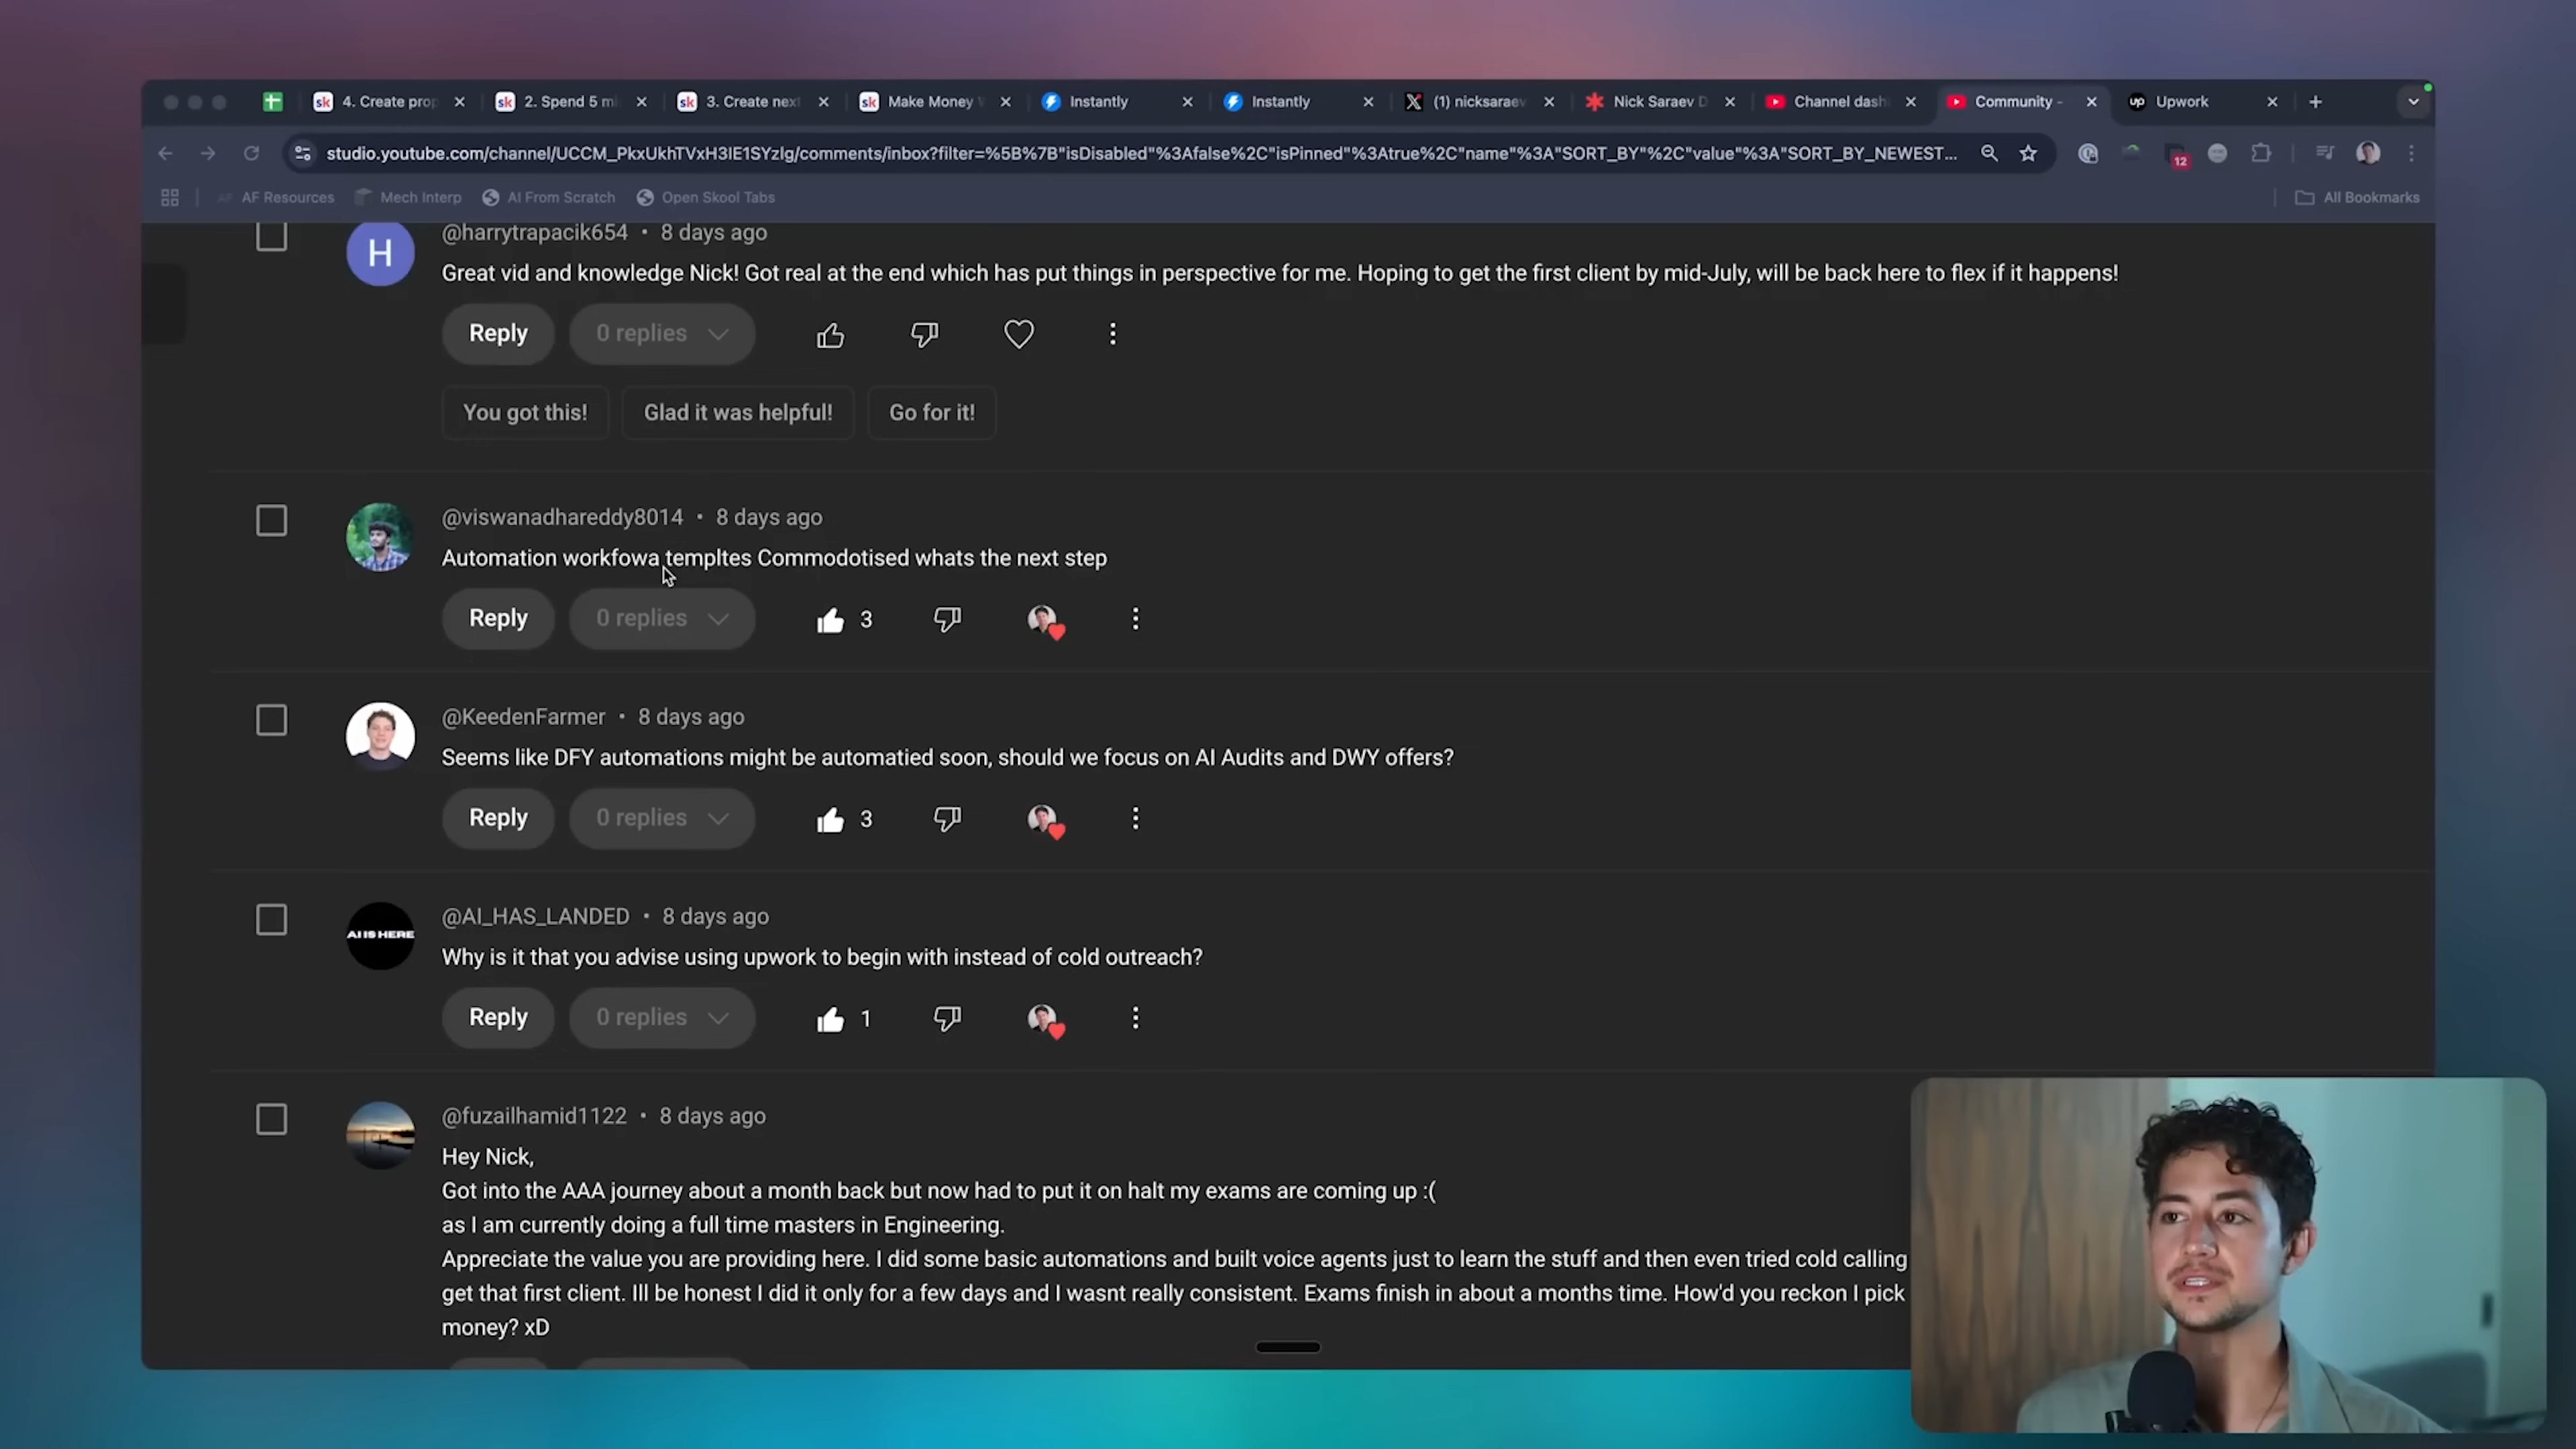 4. Create prop
2. Spend 5 mi
3. Create next
Make Money
Instantly
Instantly
(1) nicksaraev
Nick Saraev D
Channel dash
Community -
Upwork
studio.youtube.com/channel/UCCM_PkxUkhTVxH3IE1SYzlg/comments/inbox?filter=%5B%7B"isDisabled"%3Afalse%2C"isPinned"%3Atrue%2C"name"%3A"SORT_BY"%2C"value"%3A"SORT_BY_NEWEST...
12
AF Resources
Mech Interp
AI From Scratch
Open Skool Tabs
All Bookmarks
H
@harrytrapacik654 • 8 days ago
Great vid and knowledge Nick! Got real at the end which has put things in perspective for me. Hoping to get the first client by mid-July, will be back here to flex if it happens!
Reply 0 replies
You got this! Glad it was helpful! Go for it!
@viswanadhareddy8014 • 8 days ago
Automation workfowa templtes Commodotised whats the next step
Reply 0 replies 3
@KeedenFarmer • 8 days ago
Seems like DFY automations might be automatied soon, should we focus on AI Audits and DWY offers?
Reply 0 replies 3
AI IS HERE
@AI_HAS_LANDED • 8 days ago
Why is it that you advise using upwork to begin with instead of cold outreach?
Reply 0 replies 1
@fuzailhamid1122 • 8 days ago
Hey Nick,
Got into the AAA journey about a month back but now had to put it on halt my exams are coming up :(
as I am currently doing a full time masters in Engineering.
Appreciate the value you are providing here. I did some basic automations and built voice agents just to learn the stuff and then even tried cold calling
get that first client. Ill be honest I did it only for a few days and I wasnt really consistent. Exams finish in about a months time. How'd you reckon I pick
money? xD